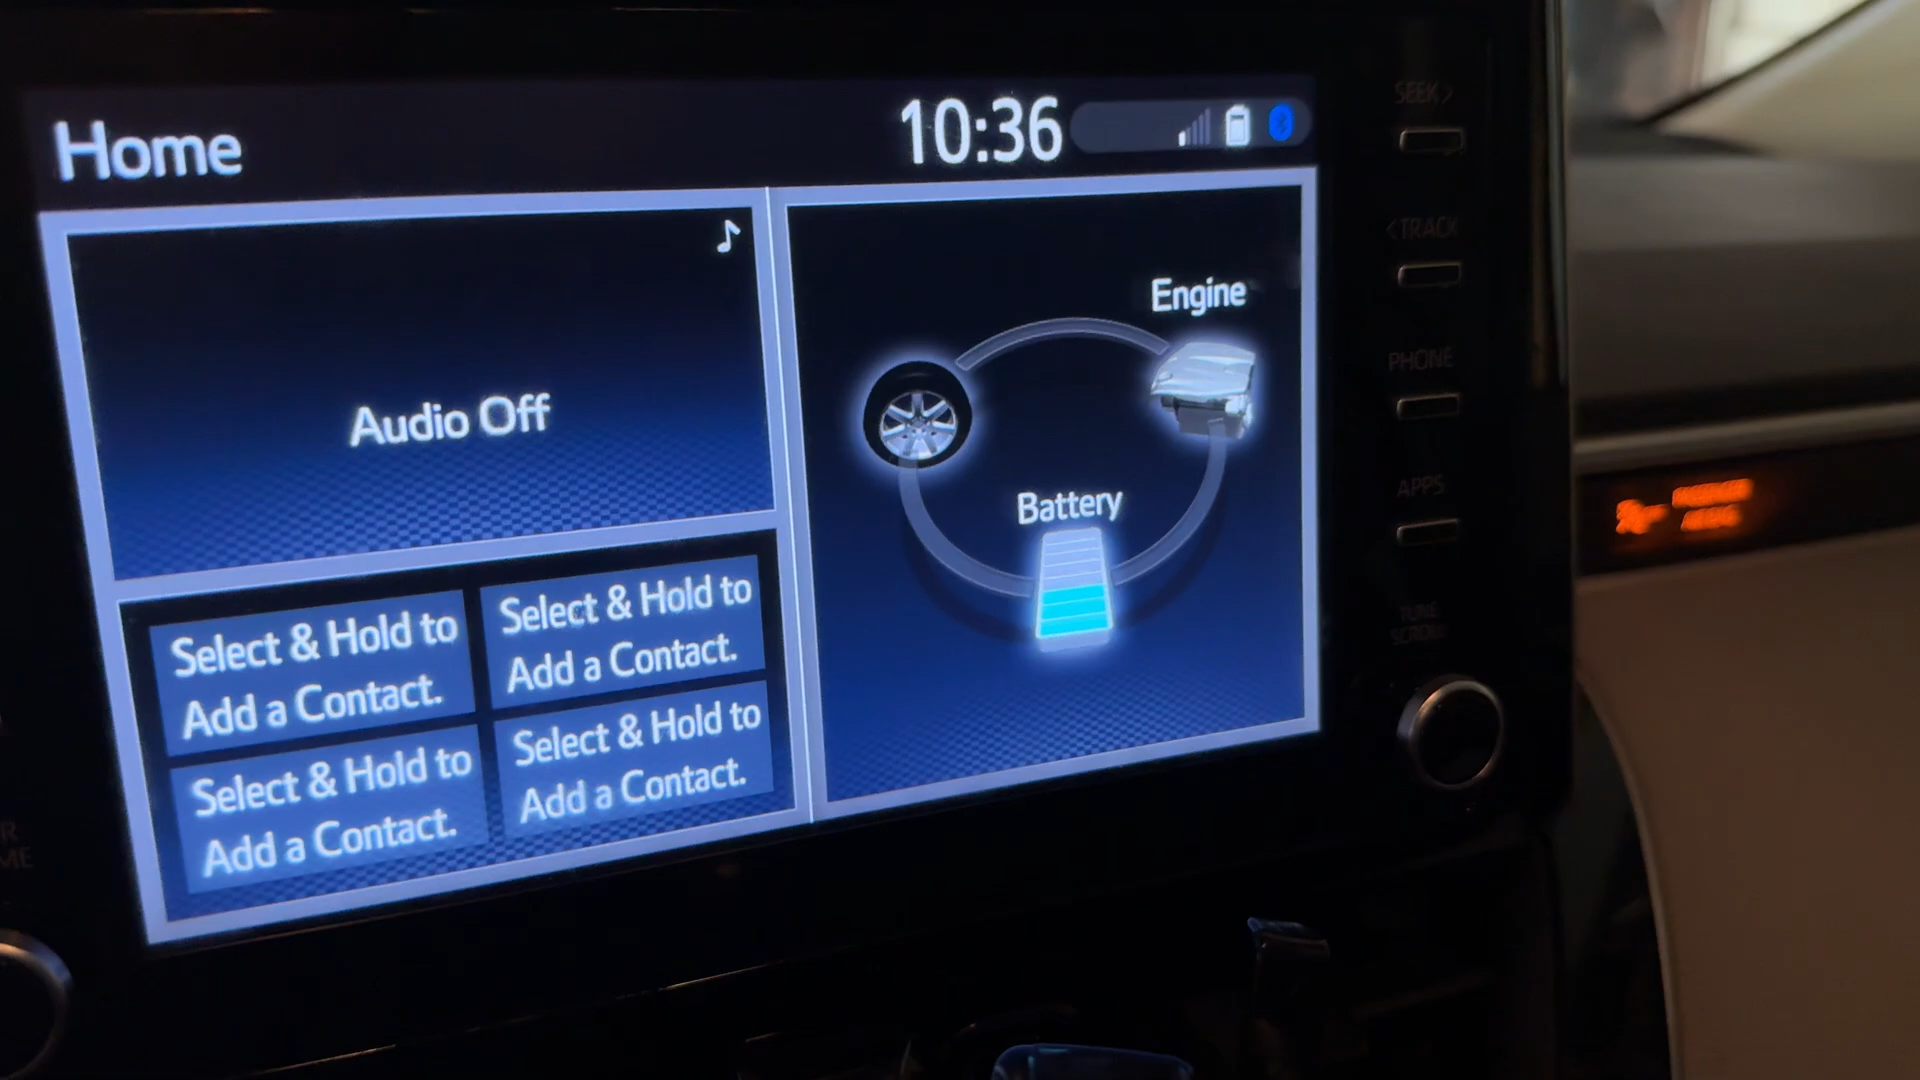 Home
10:36
Audio Off
Engine
Battery
Select & Hold to
Add a Contact.
Select & Hold to
Add a Contact.
Select & Hold to
Add a Contact.
Select & Hold to
Add a Contact.
SEEK >
< TRACK
PHONE
APPS
TUNE
SCROLL